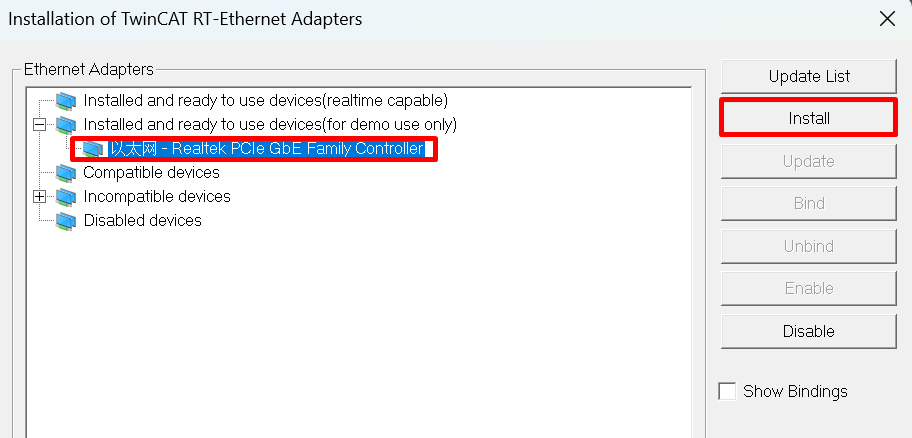 Installation of TwinCAT RT-Ethernet Adapters
Ethernet Adapters
Installed and ready to use devices(realtime capable)
Installed and ready to use devices(for demo use only)
以太网 - Realtek PCIe GbE Family Controller
Compatible devices
Incompatible devices
Disabled devices
Update List
Install
Update
Bind
Unbind
Enable
Disable
Show Bindings